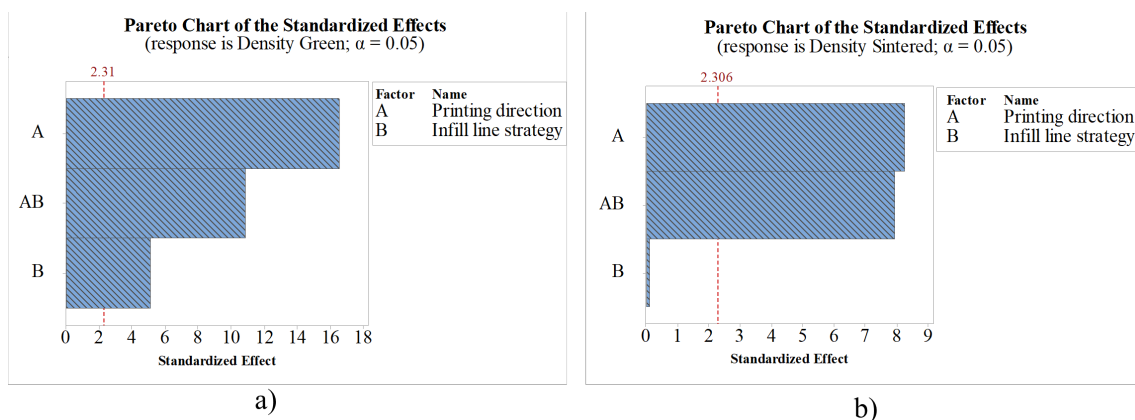 Pareto Chart of the Standardized Effects
(response is Density Green; α = 0.05)
2.31
Factor Name
A Printing direction
B Infill line strategy
A
AB
B
0 2 4 6 8 10 12 14 16 18
Standardized Effect
a)
Pareto Chart of the Standardized Effects
(response is Density Sintered; α = 0.05)
2.306
Factor Name
A Printing direction
B Infill line strategy
A
AB
B
0 1 2 3 4 5 6 7 8 9
Standardized Effect
b)